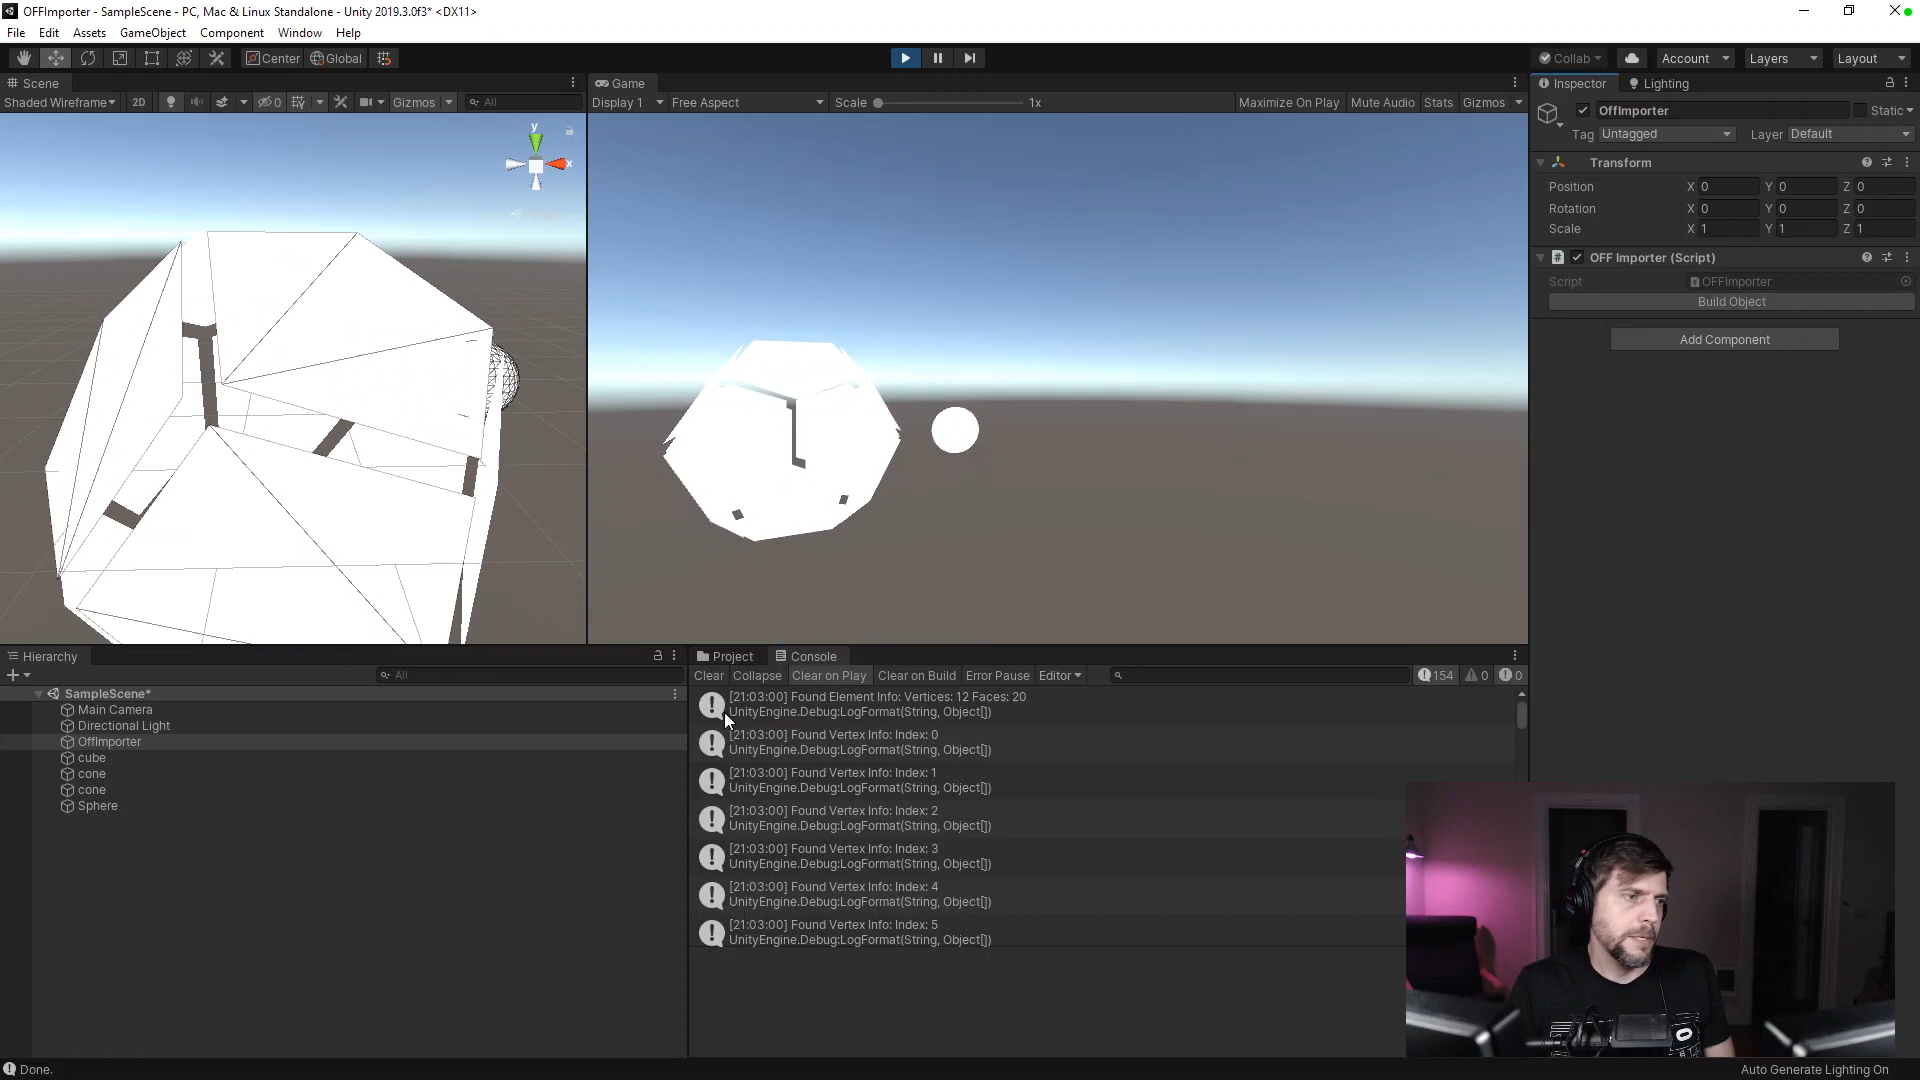 OFFImporter - SampleScene - PC, Mac & Linux Standalone - Unity 2019.3.0f3* <DX11>
File Edit Assets GameObject Component Window Help
Center Global
Collab Account Layers Layout
Scene
Game
Inspector Lighting
Shaded Wireframe 2D 0 Gizmos All
Display 1 Free Aspect Scale 1x Maximize On Play Mute Audio Stats Gizmos
y
x
OffImporter Static
Tag Untagged Layer Default
Transform
Position X 0 Y 0 Z 0
Rotation X 0 Y 0 Z 0
Scale X 1 Y 1 Z 1
# OFF Importer (Script)
Script OFFImporter
Build Object
Add Component
Hierarchy
All
SampleScene*
Main Camera
Directional Light
OffImporter
cube
cone
cone
Sphere
Project Console
Clear Collapse Clear on Play Clear on Build Error Pause Editor 154 0 0
[21:03:00] Found Element Info: Vertices: 12 Faces: 20
UnityEngine.Debug:LogFormat(String, Object[])
[21:03:00] Found Vertex Info: Index: 0
UnityEngine.Debug:LogFormat(String, Object[])
[21:03:00] Found Vertex Info: Index: 1
UnityEngine.Debug:LogFormat(String, Object[])
[21:03:00] Found Vertex Info: Index: 2
UnityEngine.Debug:LogFormat(String, Object[])
[21:03:00] Found Vertex Info: Index: 3
UnityEngine.Debug:LogFormat(String, Object[])
[21:03:00] Found Vertex Info: Index: 4
UnityEngine.Debug:LogFormat(String, Object[])
[21:03:00] Found Vertex Info: Index: 5
UnityEngine.Debug:LogFormat(String, Object[])
Done.
Auto Generate Lighting On